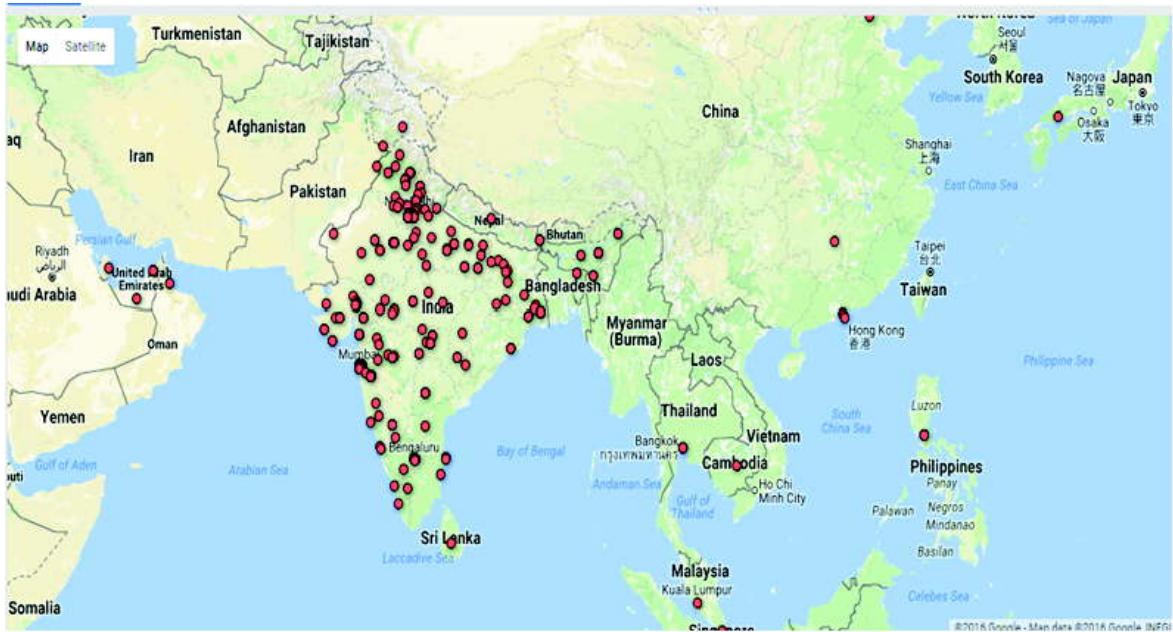 North Korea
Sea of Japan
Map
Satellite
Turkmenistan
Tajikistan
Seoul
서울
South Korea
Nagoya
名古屋
Japan
Tokyo
東京
Osaka
大阪
Yellow Sea
China
Afghanistan
Iran
Pakistan
Shanghai
上海
East China Sea
Nepal
Bhutan
Persian Gulf
Riyadh
الرياض
United Arab
Emirates
Taipei
台北
Taiwan
Bangladesh
India
Oman
Myanmar
(Burma)
Hong Kong
香港
Mumbai
Laos
Philippine Sea
Yemen
Thailand
Luzon
South
China Sea
Vietnam
Bangkok
กรุงเทพมหานคร
Bengaluru
Bay of Bengal
Gulf of Aden
Arabian Sea
Cambodia
Philippines
Andaman Sea
Ho Chi
Minh City
Gulf of
Thailand
Panay
Negros
Palawan
Mindanao
Basilan
Sri Lanka
Laccadive Sea
Malaysia
Kuala Lumpur
Celebes Sea
Somalia
Singapore
©2016 Google - Map data ©2016 Google, INEGI